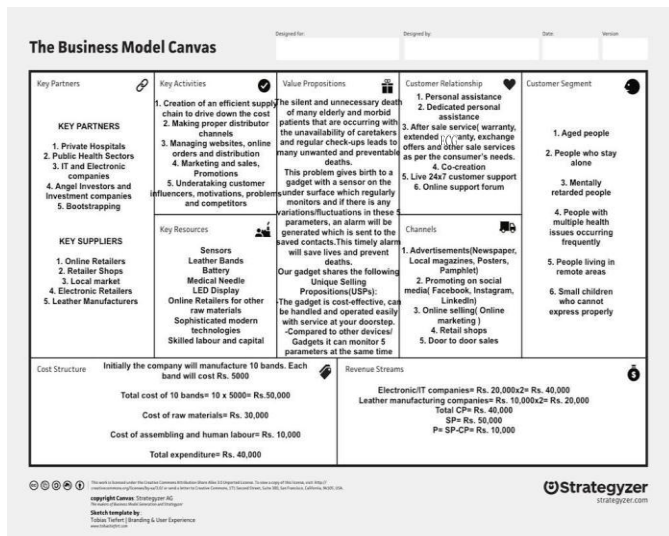 The Business Model Canvas
Designed for:
Designed by:
Date
Version
Key Partners
KEY PARTNERS
1. Private Hospitals
2. Public Health Sectors
3. IT and Electronic
companies
4. Angel Investors and
Investment companies
5. Bootstrapping
KEY SUPPLIERS
1. Online Retailers
2. Retailer Shops
3. Local market
4. Electronic Retailers
5. Leather Manufacturers
Key Activities
1. Creation of an efficient supply
chain to drive down the cost
2. Making proper distributor
channels
3. Managing websites, online
orders and distribution
4. Marketing and sales,
Promotions
5. Undertaking customer
influencers, motivations, problems
and competitors
Key Resources
Sensors
Leather Bands
Battery
Medical Needle
LED Display
Online Retailers for other
raw materials
Sophisticated modern
technologies
Skilled labour and capital
Value Propositions
The silent and unnecessary death
of many elderly and morbid
patients that are occurring with
the unavailability of caretakers
and regular check-ups leads to
many unwanted and preventable
deaths.
This problem gives birth to a
gadget with a sensor on the
under surface which regularly
monitors and if there is any
variations/fluctuations in these 5
parameters, an alarm will be
generated which is sent to the
saved contacts.This timely alarm
will save lives and prevent
deaths.
Our gadget shares the following
Unique Selling
Propositions(USPs):
-The gadget is cost-effective, can
be handled and operated easily
with service at your doorstep.
-Compared to other devices/
Gadgets it can monitor 5
parameters at the same time
Customer Relationship
1. Personal assistance
2. Dedicated personal
assistance
3. After sale service( warranty,
extended warranty, exchange
offers and other sale services
as per the consumer's needs.
4. Co-creation
5. Live 24x7 customer support
6. Online support forum
Channels
1. Advertisements(Newspaper,
Local magazines, Posters,
Pamphlet)
2. Promoting on social
media( Facebook, Instagram,
LinkedIn)
3. Online selling( Online
marketing )
4. Retail shops
5. Door to door sales
Customer Segment
1. Aged people
2. People who stay
alone
3. Mentally
retarded people
4. People with
multiple health
issues occurring
frequently
5. People living in
remote areas
6. Small children
who cannot
express properly
Cost Structure
Initially the company will manufacture 10 bands. Each
band will cost Rs. 5000
Total cost of 10 bands= 10 x 5000= Rs.50,000
Cost of raw materials= Rs. 30,000
Cost of assembling and human labour= Rs. 10,000
Total expenditure= Rs. 40,000
Revenue Streams
Electronic/IT companies= Rs. 20,000x2= Rs. 40,000
Leather manufacturing companies= Rs. 10,000x2= Rs. 20,000
Total CP= Rs. 40,000
SP= Rs. 50,000
P= SP-CP= Rs. 10,000
copyright Canvas: Strategyzer AG
Sketch template by:
Tobias Tiefert | Branding & User Experience
Strategyzer
strategyzer.com